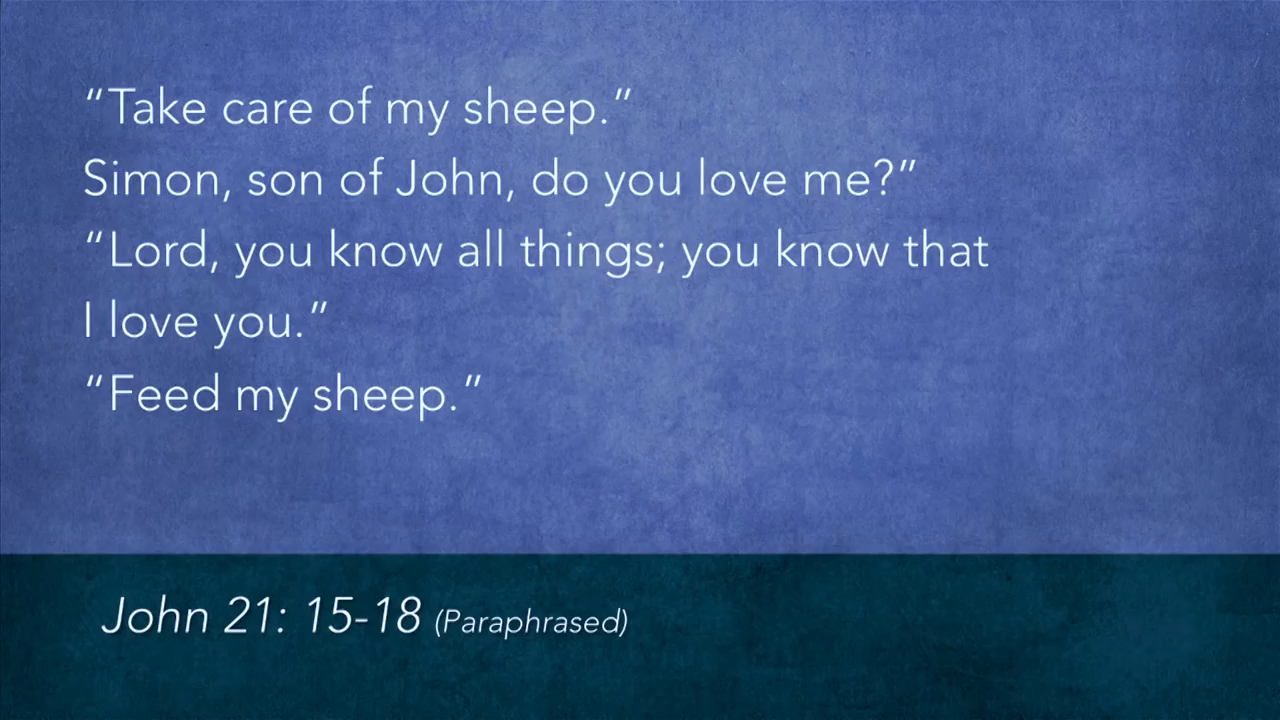 “Take care of my sheep.”
Simon, son of John, do you love me?”
“Lord, you know all things; you know that
I love you.”
“Feed my sheep.”
John 21: 15-18 (Paraphrased)